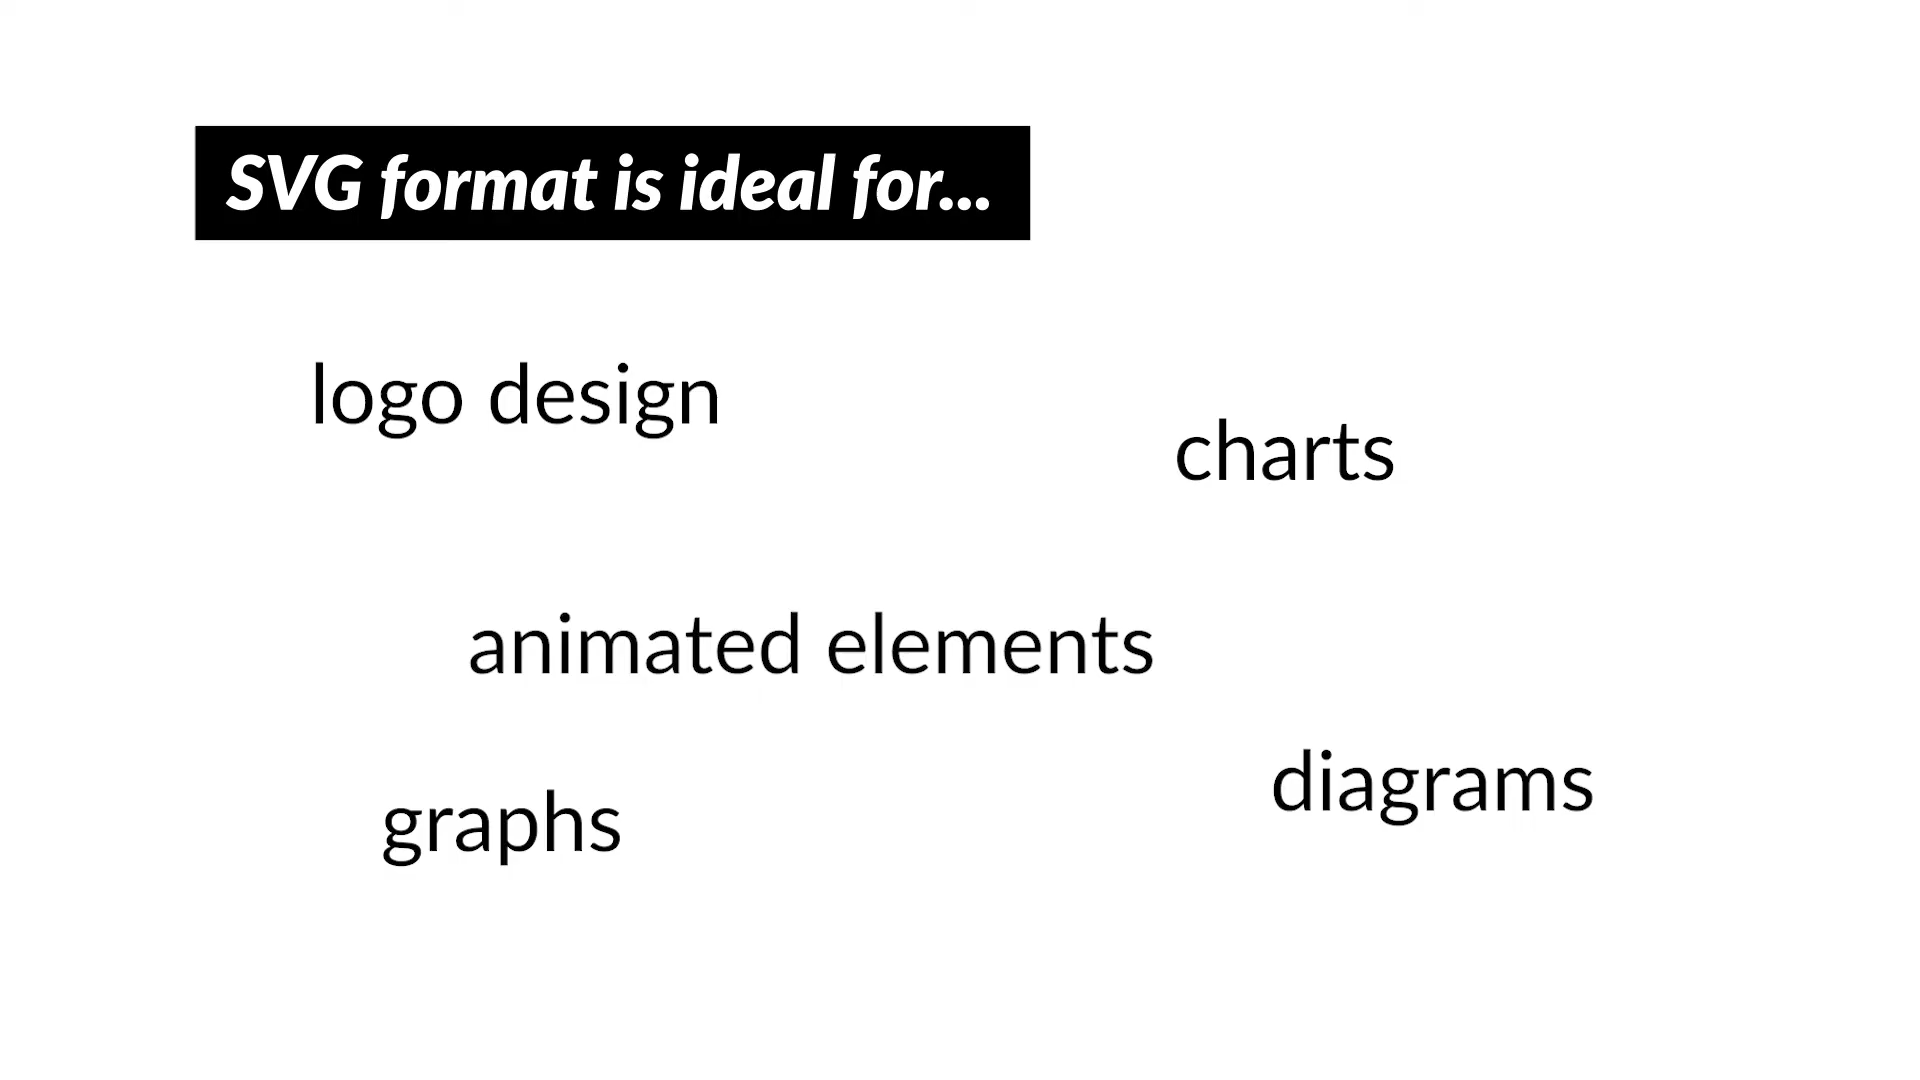 SVG format is ideal for...
logo design
charts
animated elements
diagrams
graphs